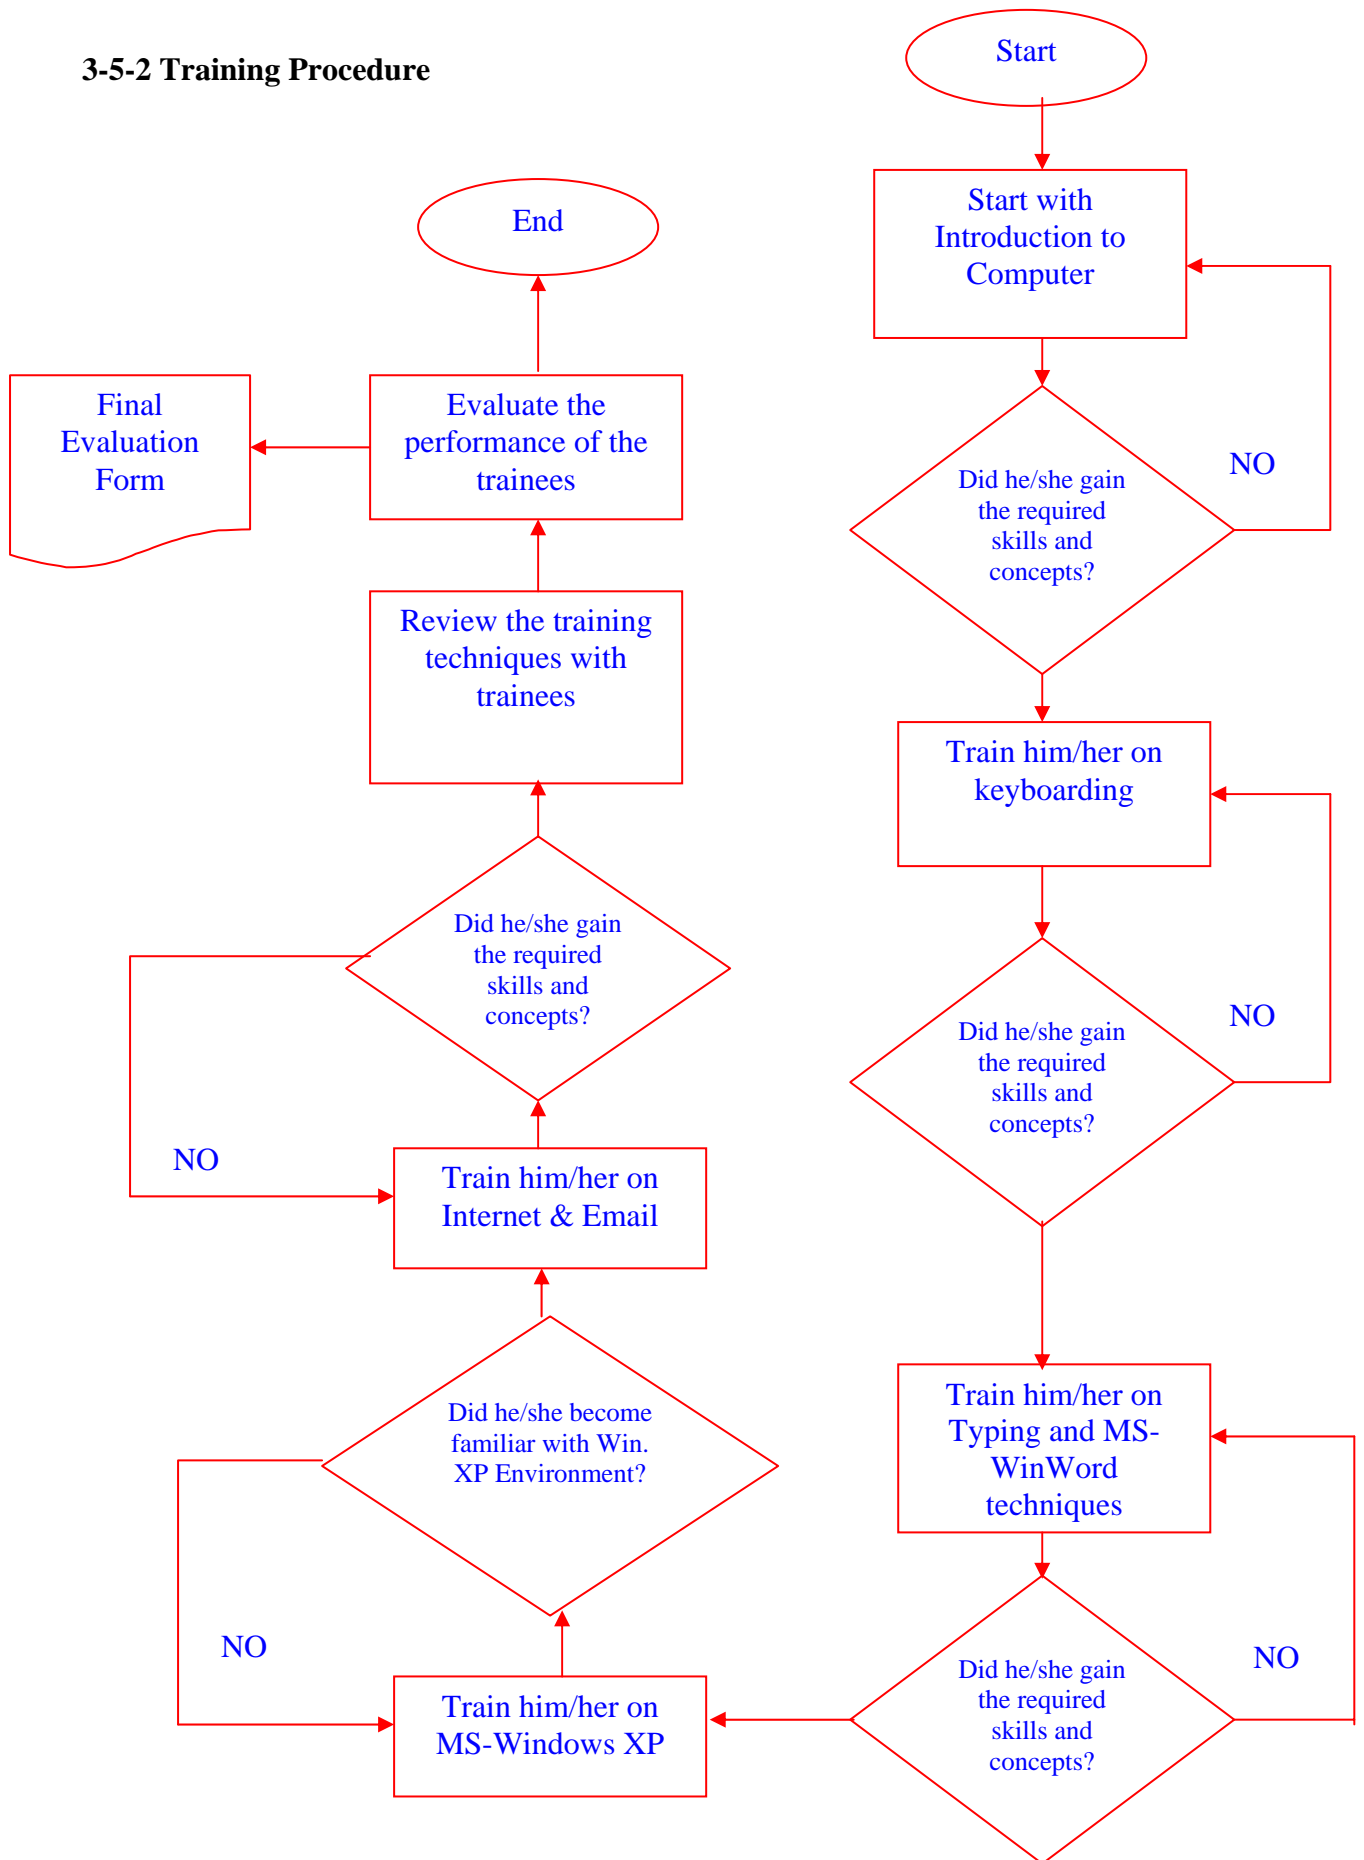 3-5-2 Training Procedure
Start
Start with
Introduction to
Computer
NO
Did he/she gain
the required
skills and
concepts?
Train him/her on
keyboarding
NO
Did he/she gain
the required
skills and
concepts?
Train him/her on
Typing and MS-
WinWord
techniques
NO
Did he/she gain
the required
skills and
concepts?
Train him/her on
MS-Windows XP
NO
Did he/she become
familiar with Win.
XP Environment?
Train him/her on
Internet & Email
NO
Did he/she gain
the required
skills and
concepts?
Review the training
techniques with
trainees
Evaluate the
performance of the
trainees
Final
Evaluation
Form
End